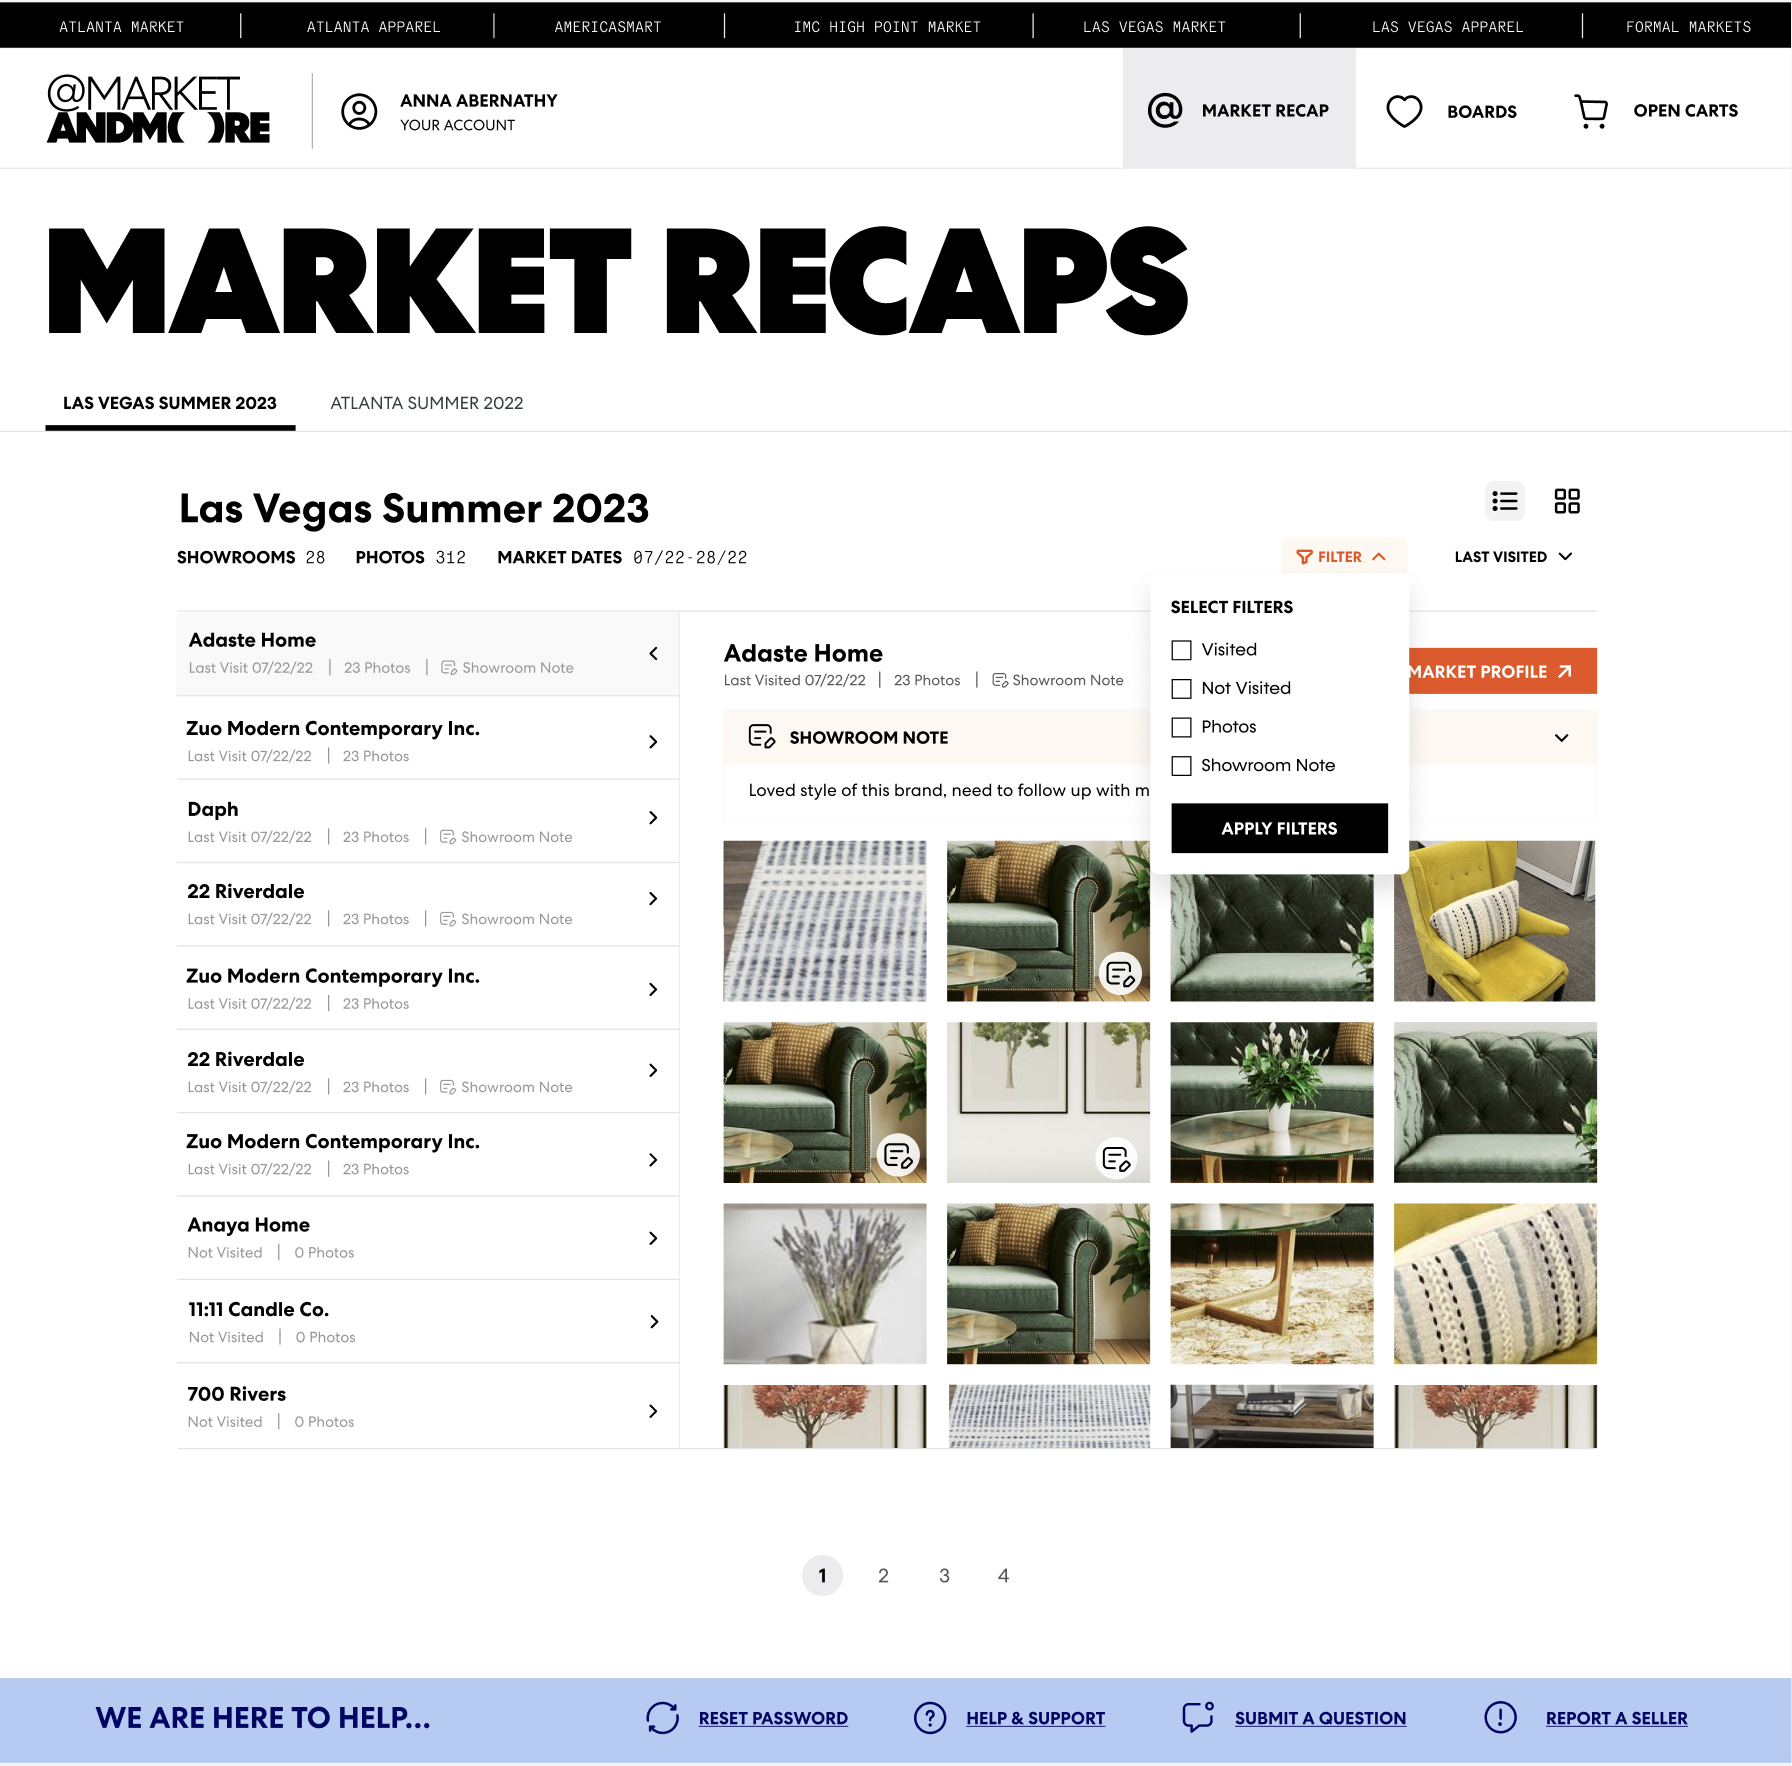 ATLANTA MARKET | ATLANTA APPAREL | AMERICASMART | IMC HIGH POINT MARKET | LAS VEGAS MARKET | LAS VEGAS APPAREL | FORMAL MARKETS
@MARKET
ANDMORE
ANNA ABERNATHY
YOUR ACCOUNT
MARKET RECAP
BOARDS
OPEN CARTS
MARKET RECAPS
LAS VEGAS SUMMER 2023
ATLANTA SUMMER 2022
Las Vegas Summer 2023
SHOWROOMS 28 PHOTOS 312 MARKET DATES 07/22-28/22
FILTER
LAST VISITED
SELECT FILTERS
Visited
Not Visited
Photos
Showroom Note
APPLY FILTERS
Adaste Home
Last Visit 07/22/22 | 23 Photos | Showroom Note
Zuo Modern Contemporary Inc.
Last Visit 07/22/22 | 23 Photos
Daph
Last Visit 07/22/22 | 23 Photos | Showroom Note
22 Riverdale
Last Visit 07/22/22 | 23 Photos | Showroom Note
Zuo Modern Contemporary Inc.
Last Visit 07/22/22 | 23 Photos
22 Riverdale
Last Visit 07/22/22 | 23 Photos | Showroom Note
Zuo Modern Contemporary Inc.
Last Visit 07/22/22 | 23 Photos
Anaya Home
Not Visited | 0 Photos
11:11 Candle Co.
Not Visited | 0 Photos
700 Rivers
Not Visited | 0 Photos
Adaste Home
Last Visited 07/22/22 | 23 Photos | Showroom Note
MARKET PROFILE
SHOWROOM NOTE
Loved style of this brand, need to follow up with
1 2 3 4
WE ARE HERE TO HELP...
RESET PASSWORD
HELP & SUPPORT
SUBMIT A QUESTION
REPORT A SELLER